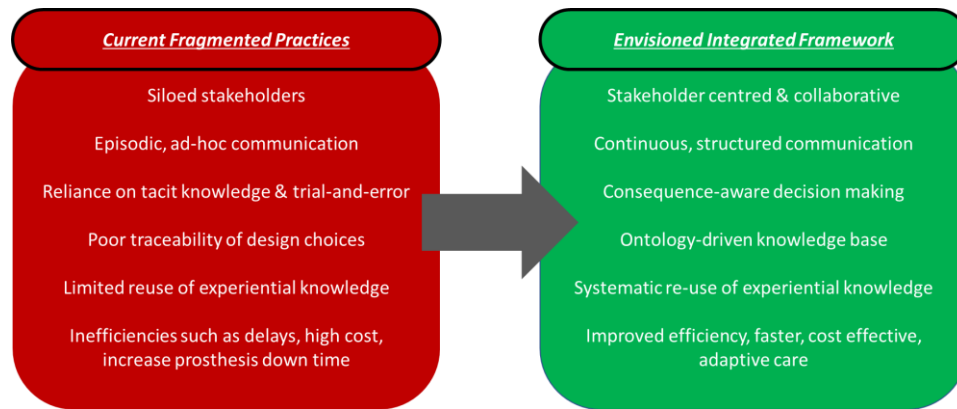 Current Fragmented Practices
Siloed stakeholders
Episodic, ad-hoc communication
Reliance on tacit knowledge & trial-and-error
Poor traceability of design choices
Limited reuse of experiential knowledge
Inefficiencies such as delays, high cost,
increase prosthesis down time
Envisioned Integrated Framework
Stakeholder centred & collaborative
Continuous, structured communication
Consequence-aware decision making
Ontology-driven knowledge base
Systematic re-use of experiential knowledge
Improved efficiency, faster, cost effective,
adaptive care